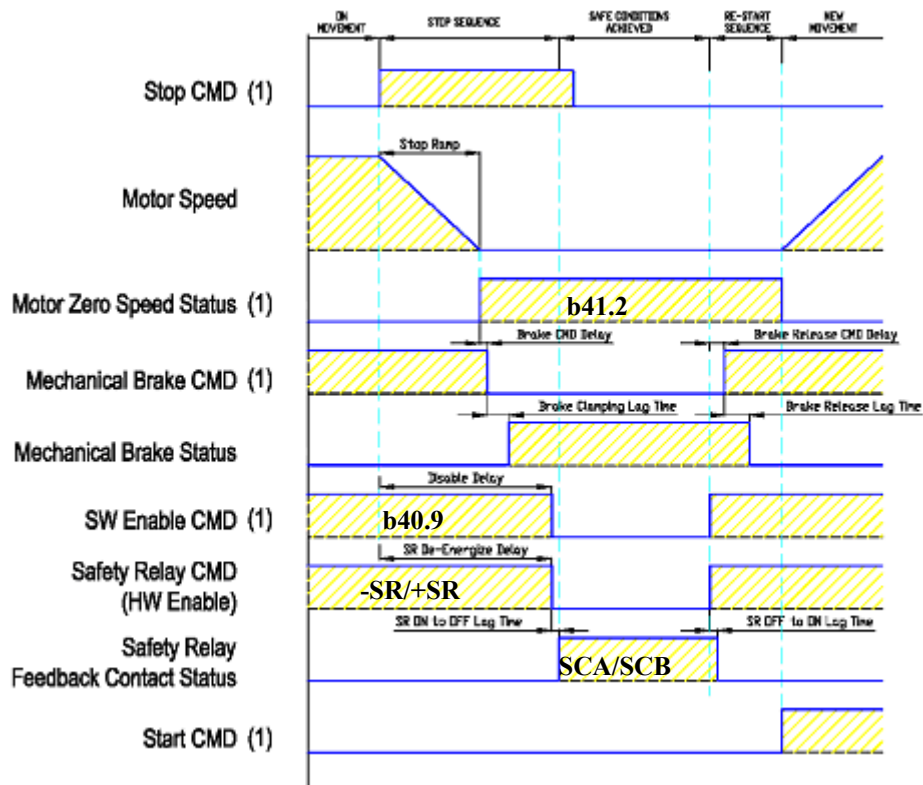 ON MOVEMENT
STOP SEQUENCE
SAFE CONDITIONS ACHIEVED
RE-START SEQUENCE
NEW MOVEMENT
Stop CMD (1)
Stop Ramp
Motor Speed
Motor Zero Speed Status (1)
b41.2
Brake CMD Delay
Brake Release CMD Delay
Mechanical Brake CMD (1)
Brake Clamping Lag Time
Brake Release Lag Time
Mechanical Brake Status
Disable Delay
SW Enable CMD (1)
b40.9
SR De-Energize Delay
Safety Relay CMD
(HW Enable)
-SR/+SR
SR ON to OFF Lag Time
SR OFF to ON Lag Time
Safety Relay
Feedback Contact Status
SCA/SCB
Start CMD (1)